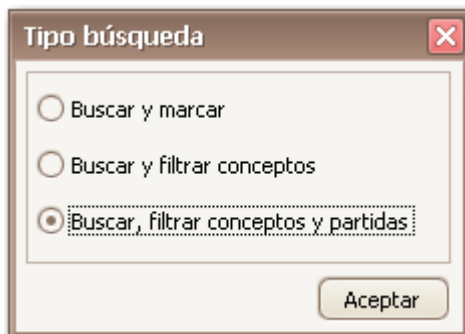 Tipo búsqueda
Buscar y marcar
Buscar y filtrar conceptos
Buscar, filtrar conceptos y partidas
Aceptar